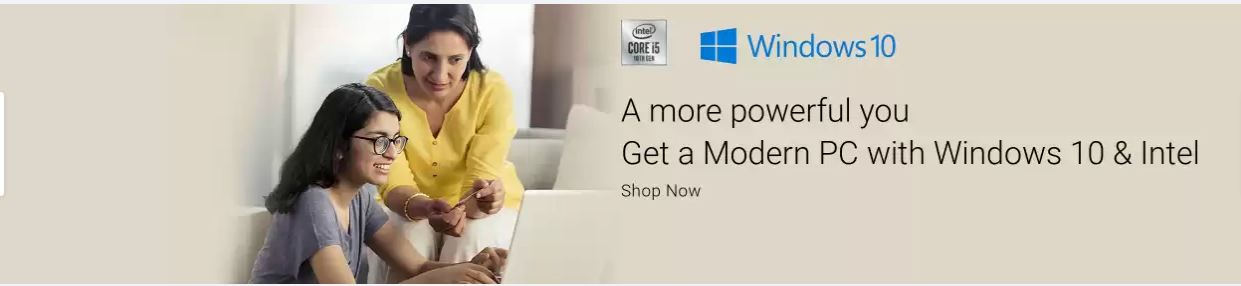 intel
CORE i5
10TH GEN
Windows 10
A more powerful you
Get a Modern PC with Windows 10 & Intel
Shop Now